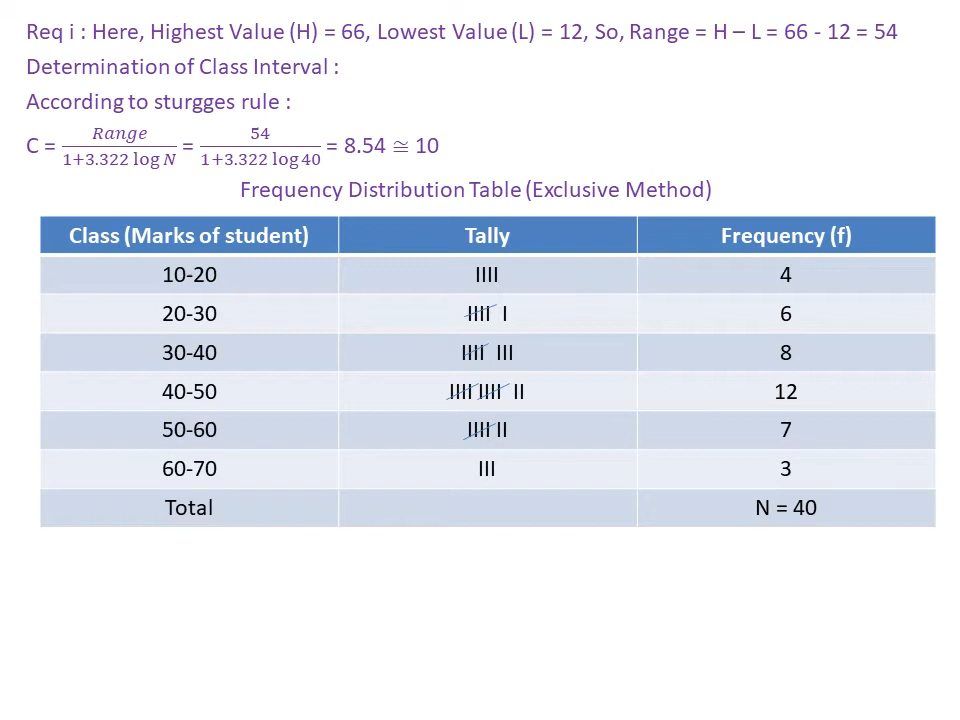 Req i : Here, Highest Value (H) = 66, Lowest Value (L) = 12, So, Range = H – L = 66 - 12 = 54
Determination of Class Interval :
According to sturgges rule :
C = Range / 1+3.322 log N = 54 / 1+3.322 log 40 = 8.54 ≅ 10
Frequency Distribution Table (Exclusive Method)
Class (Marks of student) Tally Frequency (f)
10-20 IIII 4
20-30 IIII I 6
30-40 IIII III 8
40-50 IIII IIII II 12
50-60 IIII II 7
60-70 III 3
Total N = 40